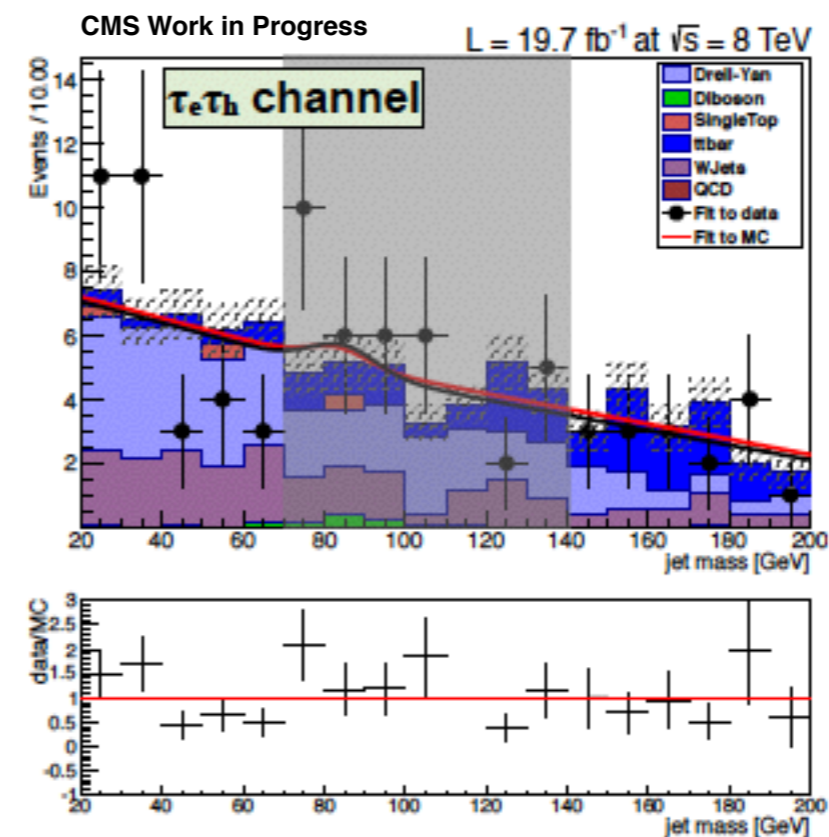 CMS Work in Progress
L = 19.7 fb⁻¹ at √s = 8 TeV
τₑτₕ channel
Events / 10.00
14
12
10
8
6
4
2
Drell-Yan
Diboson
SingleTop
ttbar
WJets
QCD
Fit to data
Fit to MC
20 40 60 80 100 120 140 160 180 200
jet mass [GeV]
data/MC
3
2.5
2
1.5
1
0.5
0
-0.5
-1
20 40 60 80 100 120 140 160 180 200
jet mass [GeV]